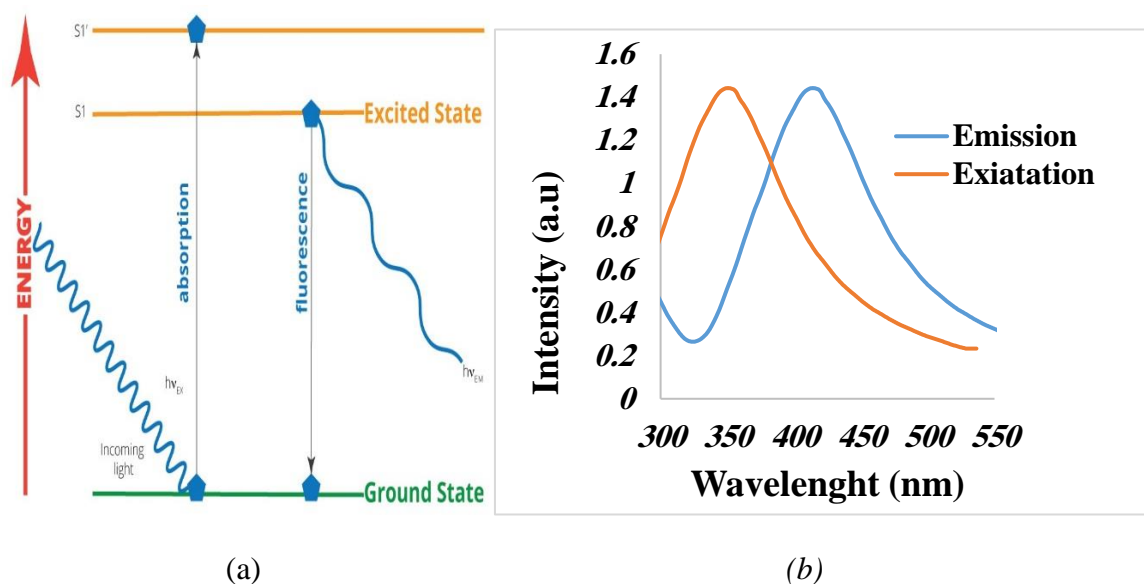 S1'
S1
Excited State
ENERGY
absorption
fluorescence
hνEX
hνEM
Incoming
light
Ground State
(a)
1.6
1.4
1.2
1
0.8
0.6
0.4
0.2
0
Intensity (a.u)
Emission
Exiatation
300 350 400 450 500 550
Wavelenght (nm)
(b)